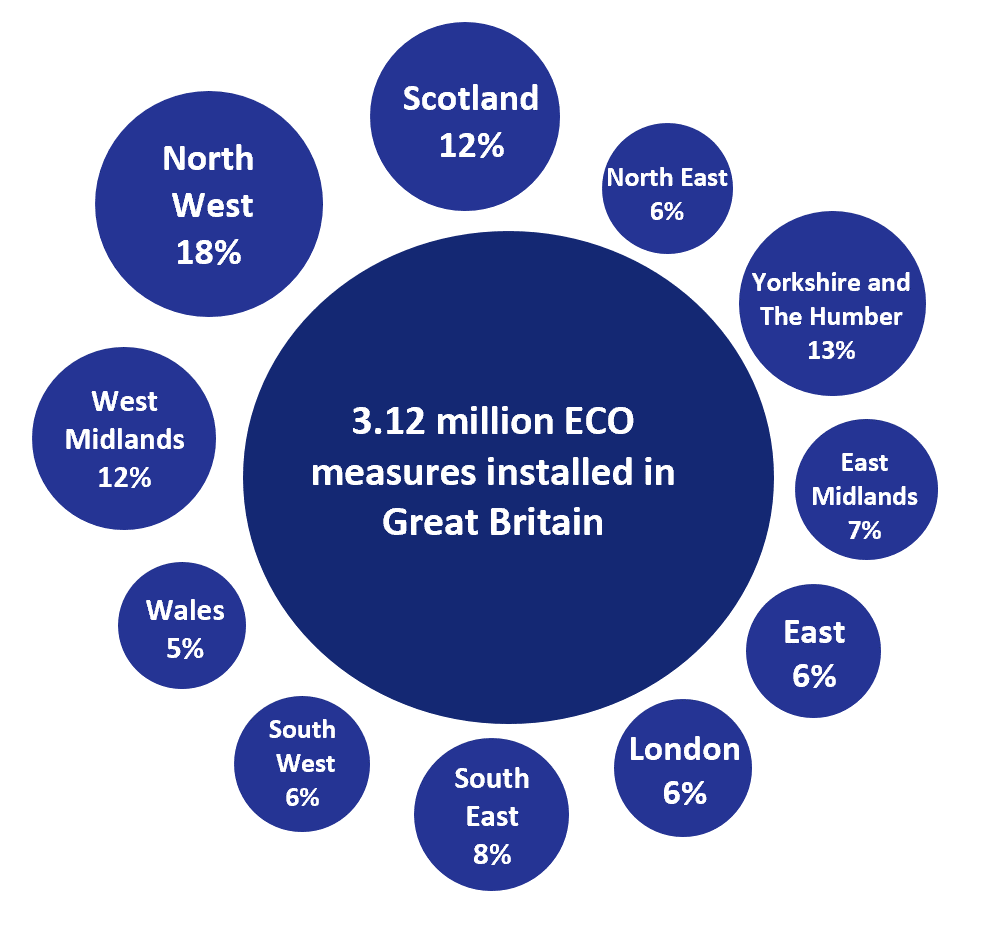 Scotland
12%
North
West
18%
North East
6%
Yorkshire and
The Humber
13%
West
Midlands
12%
3.12 million ECO
measures installed in
Great Britain
East
Midlands
7%
Wales
5%
East
6%
South
West
6%
South
East
8%
London
6%